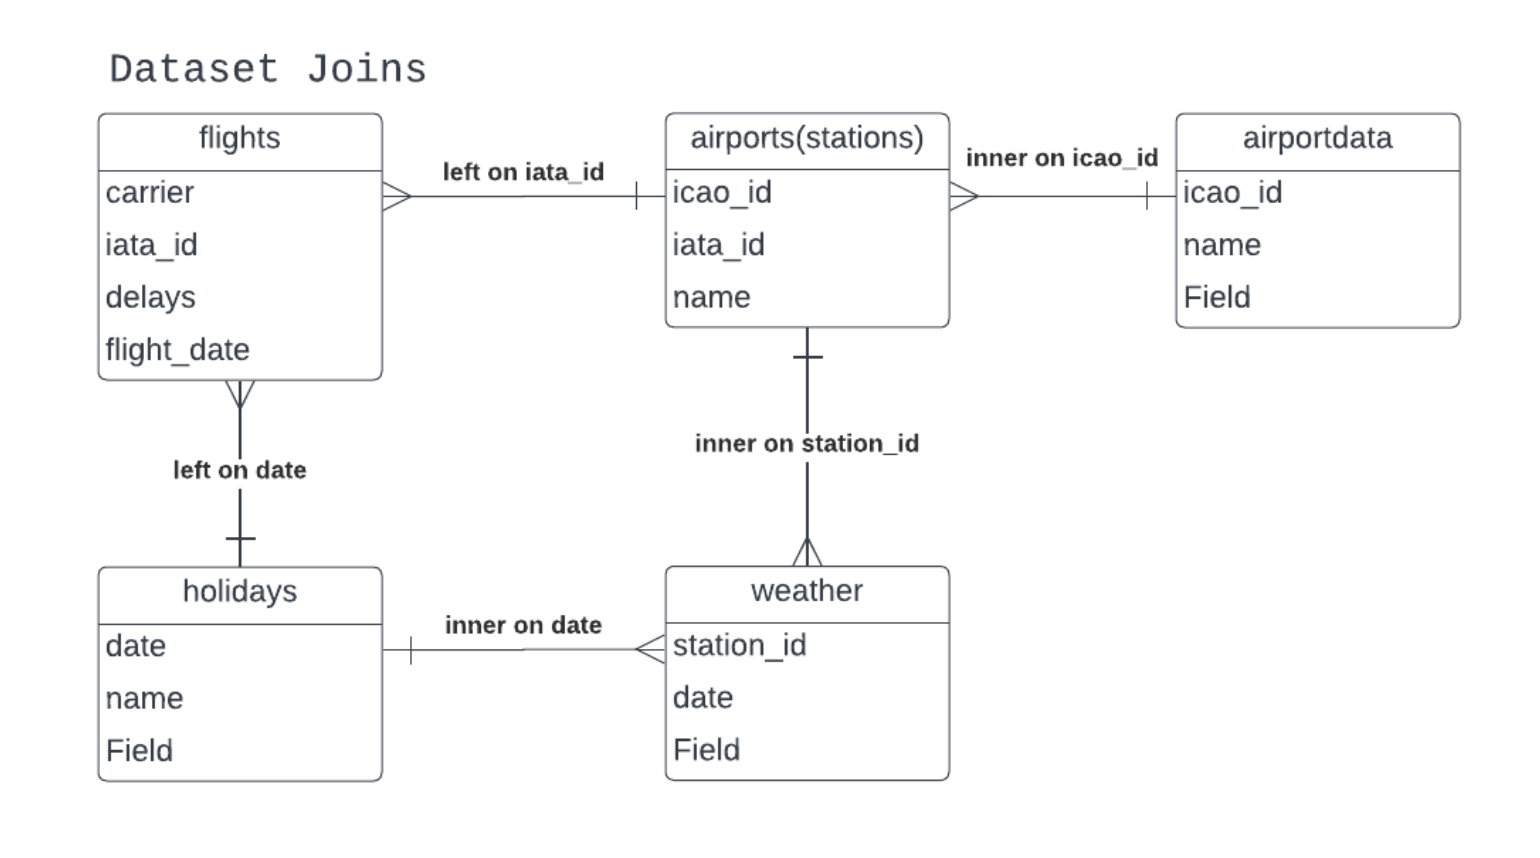 Dataset Joins
flights
carrier
iata_id
delays
flight_date
left on iata_id
airports(stations)
icao_id
iata_id
name
inner on icao_id
airportdata
icao_id
name
Field
left on date
inner on station_id
holidays
date
name
Field
inner on date
weather
station_id
date
Field